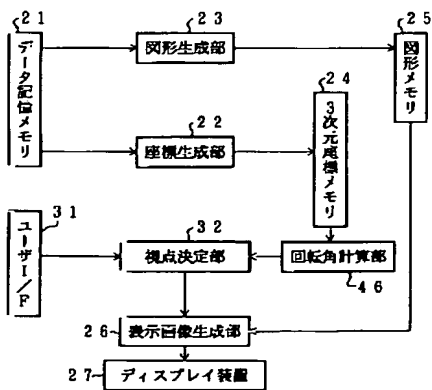 21
データ記憶メモリ
23
図形生成部
25
図形メモリ
22
座標生成部
24
3次元座標メモリ
31
ユーザーI/F
32
視点決定部
回転角計算部
46
26
表示画像生成部
27
ディスプレイ装置